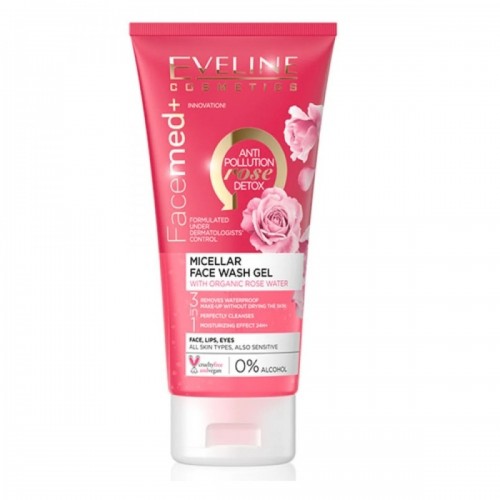 EVELINE
COSMETICS
Facemed+
INNOVATION!
ANTI
POLLUTION
rose
DETOX
FORMULATED
UNDER
DERMATOLOGISTS'
CONTROL
MICELLAR
FACE WASH GEL
WITH ORGANIC ROSE WATER
3 in 1
REMOVES WATERPROOF
MAKE-UP WITHOUT DRYING THE SKIN
PERFECTLY CLEANSES
MOISTURIZING EFFECT 24H
FACE, LIPS, EYES
ALL SKIN TYPES, ALSO SENSITIVE
crueltyfree
andvegan
0% ALCOHOL